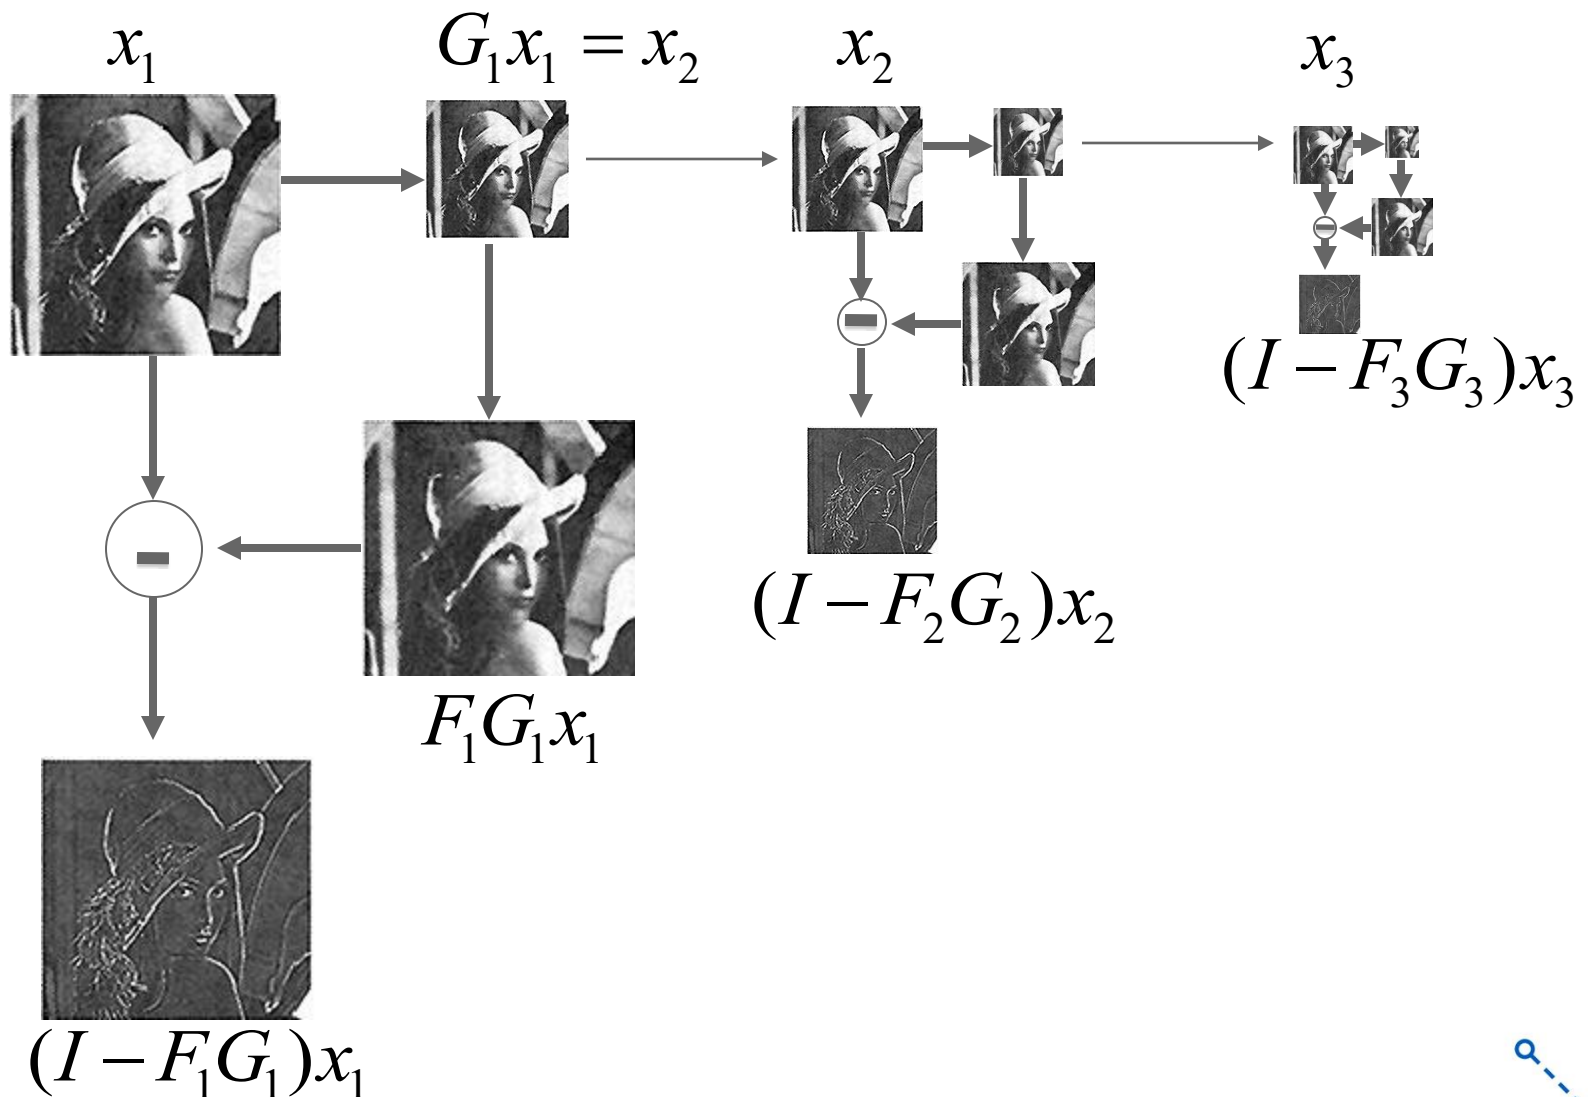 x₁
G₁x₁ = x₂
x₂
x₃
(I − F₃G₃)x₃
(I − F₂G₂)x₂
F₁G₁x₁
(I − F₁G₁)x₁